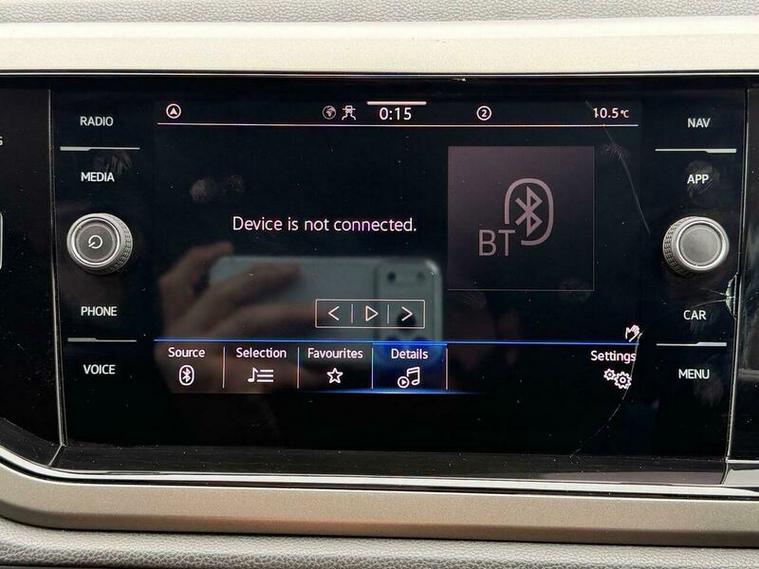 RADIO
MEDIA
PHONE
VOICE
0:15
2
10.5°C
Device is not connected.
BT
Source
Selection
Favourites
Details
Settings
NAV
APP
CAR
MENU